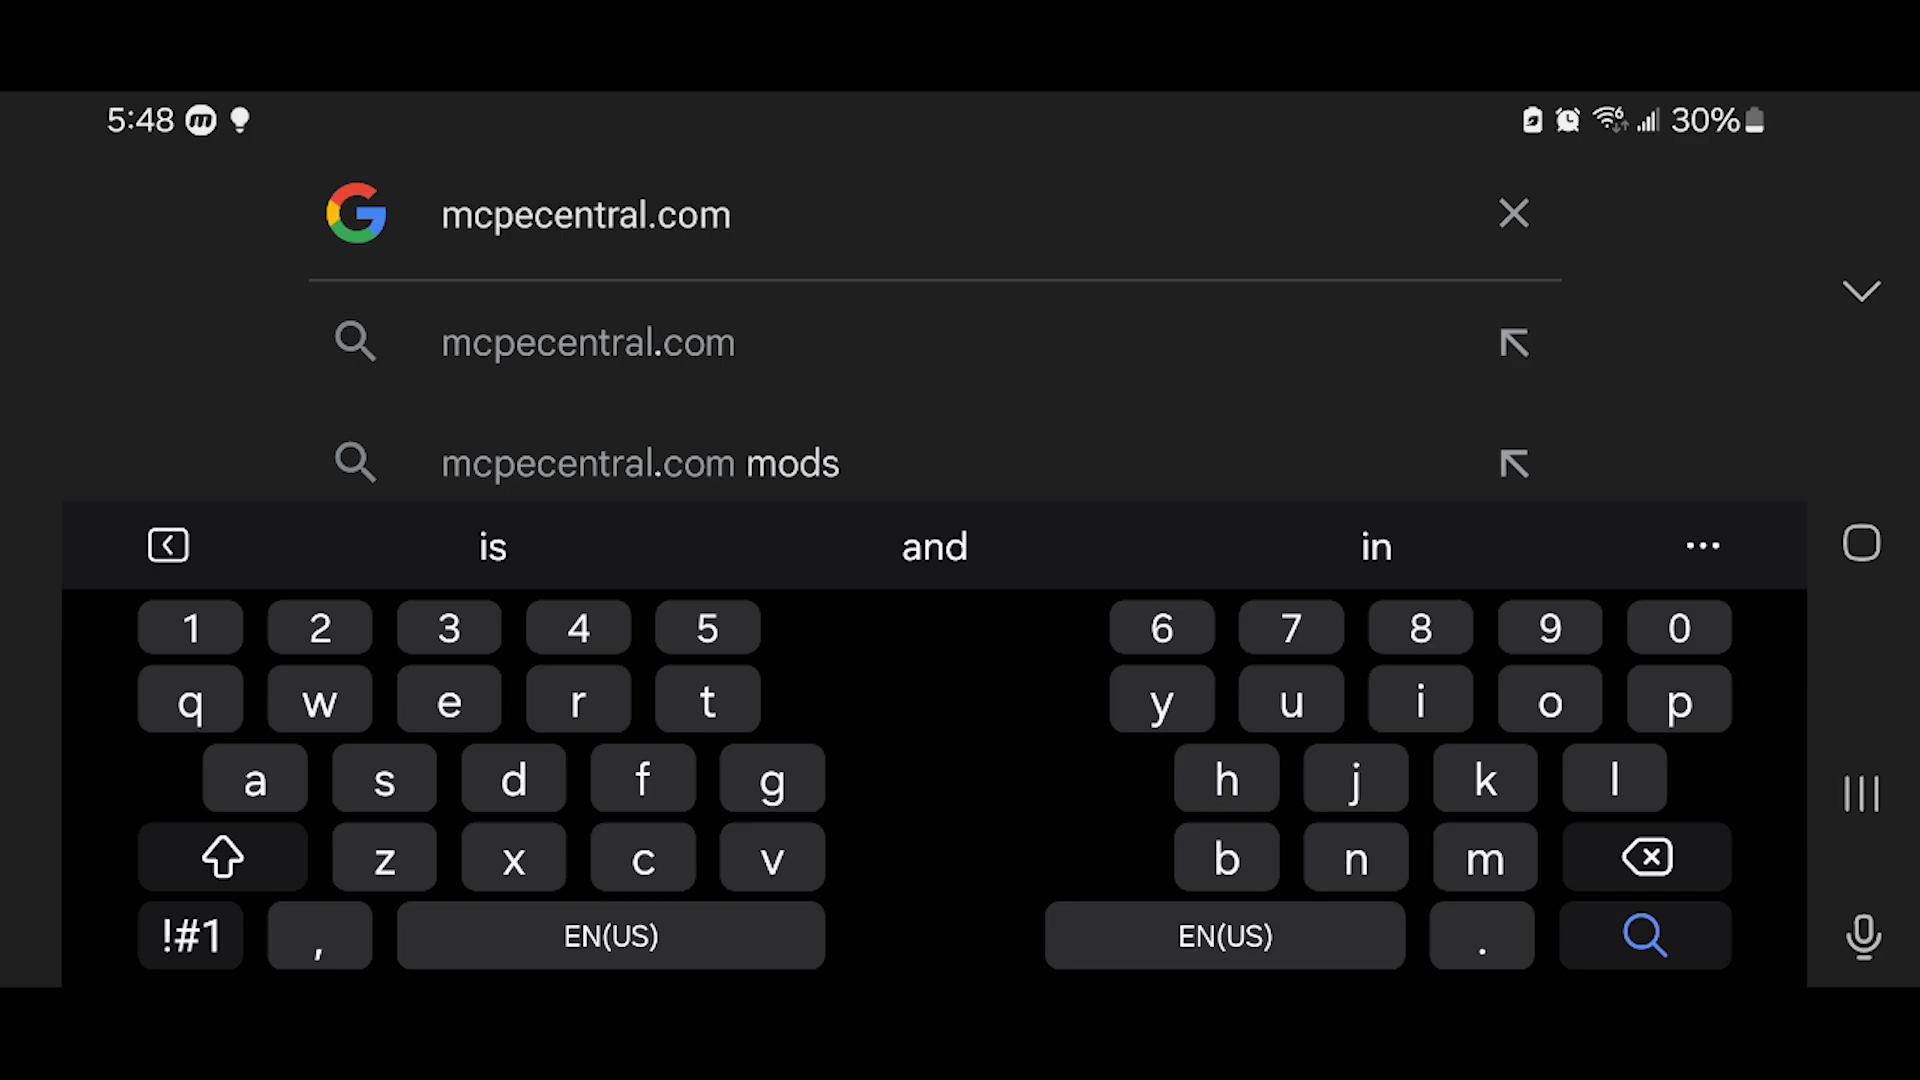 5:48 30%
mcpecentral.com
mcpecentral.com
mcpecentral.com mods
is and in
1 2 3 4 5 6 7 8 9 0
q w e r t y u i o p
a s d f g h j k l
z x c v b n m
!#1 , EN(US) EN(US) .